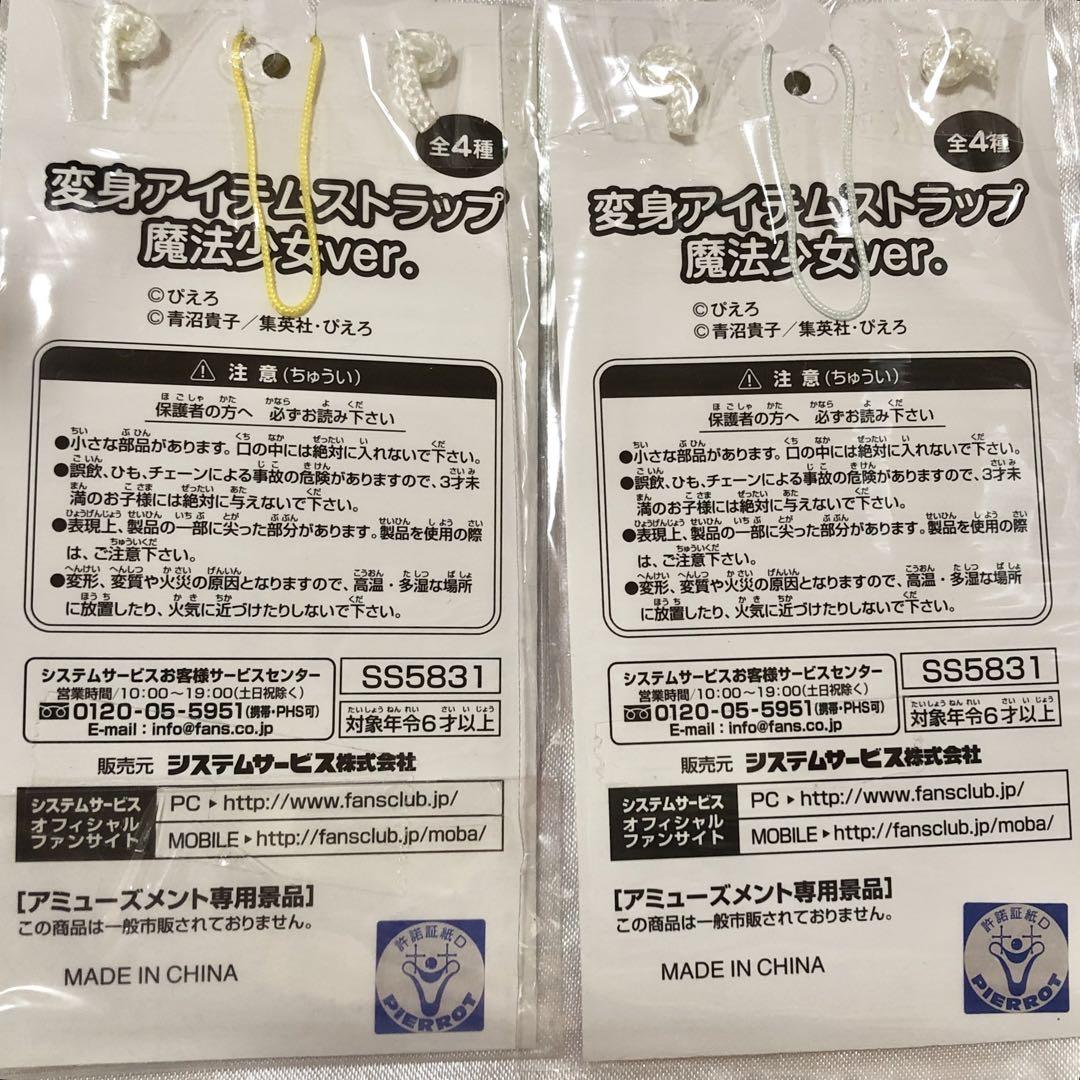 全4種
変身アイテムストラップ
魔法少女ver.
©ぴえろ
©青沼貴子／集英社・ぴえろ
⚠ 注意(ちゅうい)
保護者の方へ 必ずお読み下さい
●小さな部品があります。口の中には絶対に入れないで下さい。
●誤飲、ひも、チェーンによる事故の危険がありますので、3才未
満のお子様には絶対に与えないで下さい。
●表現上、製品の一部に尖った部分があります。製品を使用の際
は、ご注意下さい。
●変形、変質や火災の原因となりますので、高温・多湿な場所
に放置したり、火気に近づけたりしないで下さい。
システムサービスお客様サービスセンター
営業時間/10:00～19:00(土日祝除く)
0120-05-5951(携帯・PHS可)
E-mail：info@fans.co.jp
SS5831
対象年令6才以上
販売元 システムサービス株式会社
システムサービス
オフィシャル
ファンサイト
PC▶http://www.fansclub.jp/
MOBILE▶http://fansclub.jp/moba/
[アミューズメント専用景品]
この商品は一般市販されておりません。
MADE IN CHINA
許諾証紙D
PIERROT
全4種
変身アイテムストラップ
魔法少女ver.
©ぴえろ
©青沼貴子／集英社・ぴえろ
⚠ 注意(ちゅうい)
保護者の方へ 必ずお読み下さい
●小さな部品があります。口の中には絶対に入れないで下さい。
●誤飲、ひも、チェーンによる事故の危険がありますので、3才未
満のお子様には絶対に与えないで下さい。
●表現上、製品の一部に尖った部分があります。製品を使用の際
は、ご注意下さい。
●変形、変質や火災の原因となりますので、高温・多湿な場所
に放置したり、火気に近づけたりしないで下さい。
システムサービスお客様サービスセンター
営業時間/10:00～19:00(土日祝除く)
0120-05-5951(携帯・PHS可)
E-mail：info@fans.co.jp
SS5831
対象年令6才以上
販売元 システムサービス株式会社
システムサービス
オフィシャル
ファンサイト
PC▶http://www.fansclub.jp/
MOBILE▶http://fansclub.jp/moba/
[アミューズメント専用景品]
この商品は一般市販されておりません。
MADE IN CHINA
許諾証紙D
PIERROT